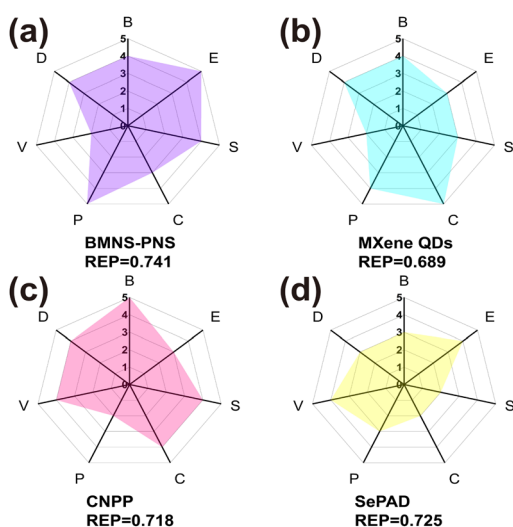 (a)
B
D
E
5
4
3
2
1
0
V
S
P
C
BMNS-PNS
REP=0.741
(b)
B
D
E
5
4
3
2
1
0
V
S
P
C
MXene QDs
REP=0.689
(c)
B
D
E
5
4
3
2
1
0
V
S
P
C
CNPP
REP=0.718
(d)
B
D
E
5
4
3
2
1
0
V
S
P
C
SePAD
REP=0.725